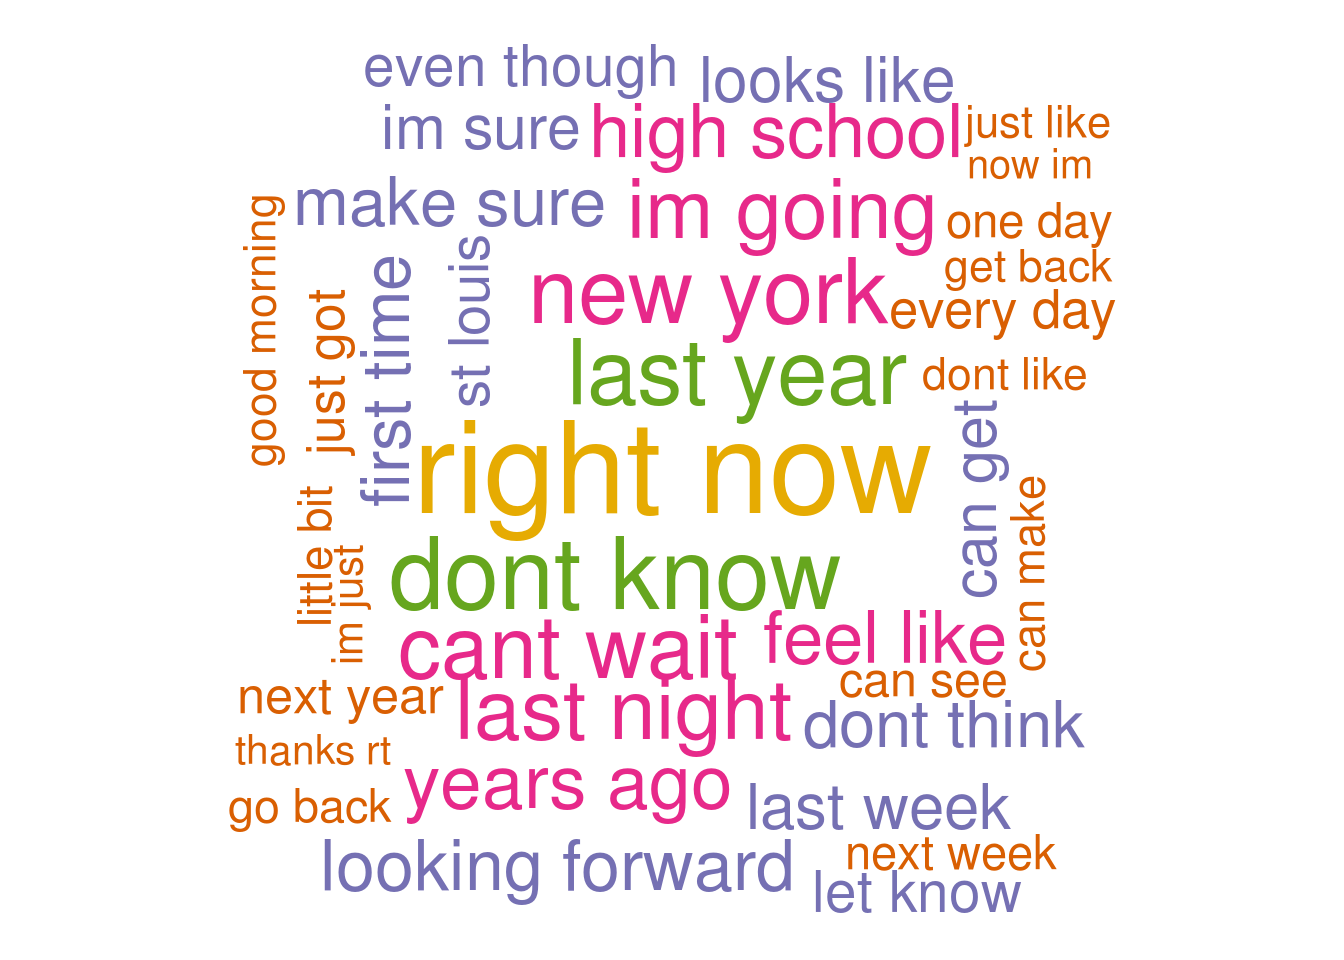 even though
looks like
im sure
high school
just like
now im
make sure
im going
one day
good morning
just got
first time
st louis
new york
get back
every day
last year
dont like
right now
can get
can make
little bit
im just
dont know
cant wait
feel like
can see
next year
last night
dont think
thanks rt
years ago
go back
last week
looking forward
next week
let know